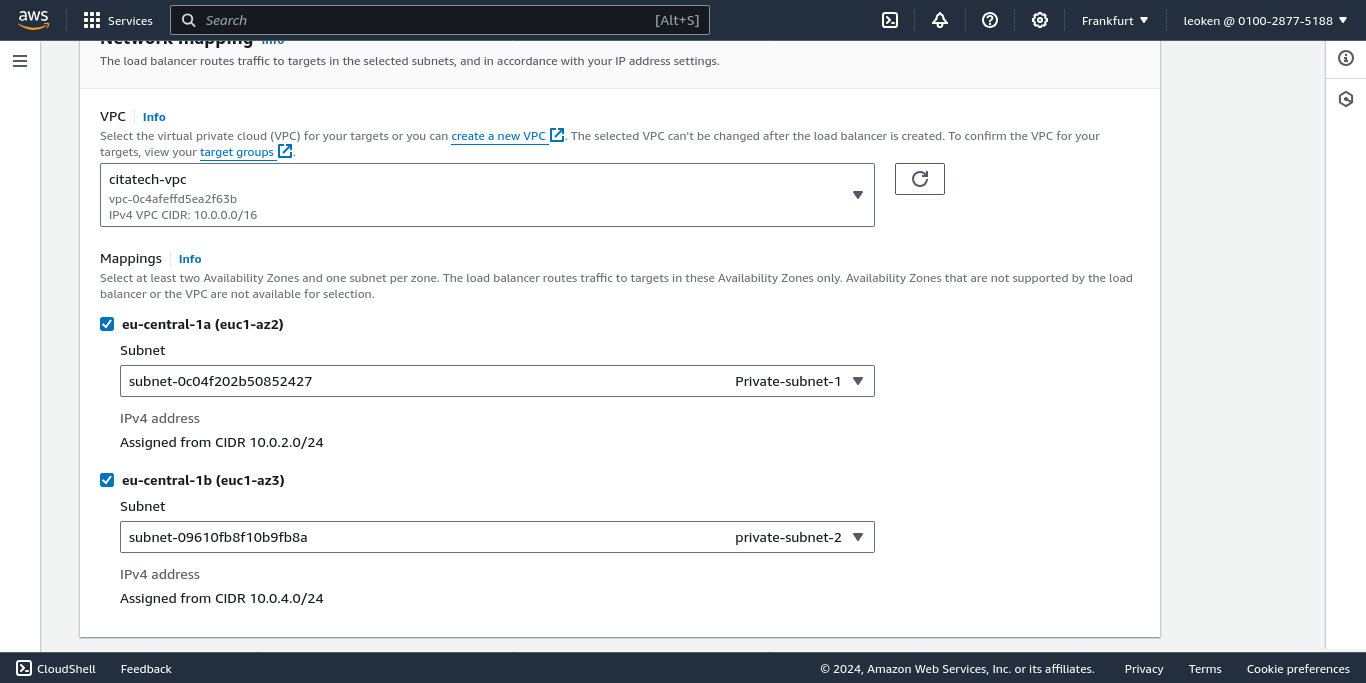 aws
Services
Search
[Alt+S]
Frankfurt
leoken @ 0100-2877-5188
Network mapping Info
The load balancer routes traffic to targets in the selected subnets, and in accordance with your IP address settings.
VPC
Info
Select the virtual private cloud (VPC) for your targets or you can create a new VPC. The selected VPC can't be changed after the load balancer is created. To confirm the VPC for your
targets, view your target groups.
citatech-vpc
vpc-0c4afeffd5ea2f63b
IPv4 VPC CIDR: 10.0.0.0/16
Mappings
Info
Select at least two Availability Zones and one subnet per zone. The load balancer routes traffic to targets in these Availability Zones only. Availability Zones that are not supported by the load
balancer or the VPC are not available for selection.
eu-central-1a (euc1-az2)
Subnet
subnet-0c04f202b50852427
Private-subnet-1
IPv4 address
Assigned from CIDR 10.0.2.0/24
eu-central-1b (euc1-az3)
Subnet
subnet-09610fb8f10b9fb8a
private-subnet-2
IPv4 address
Assigned from CIDR 10.0.4.0/24
CloudShell
Feedback
© 2024, Amazon Web Services, Inc. or its affiliates.
Privacy
Terms
Cookie preferences